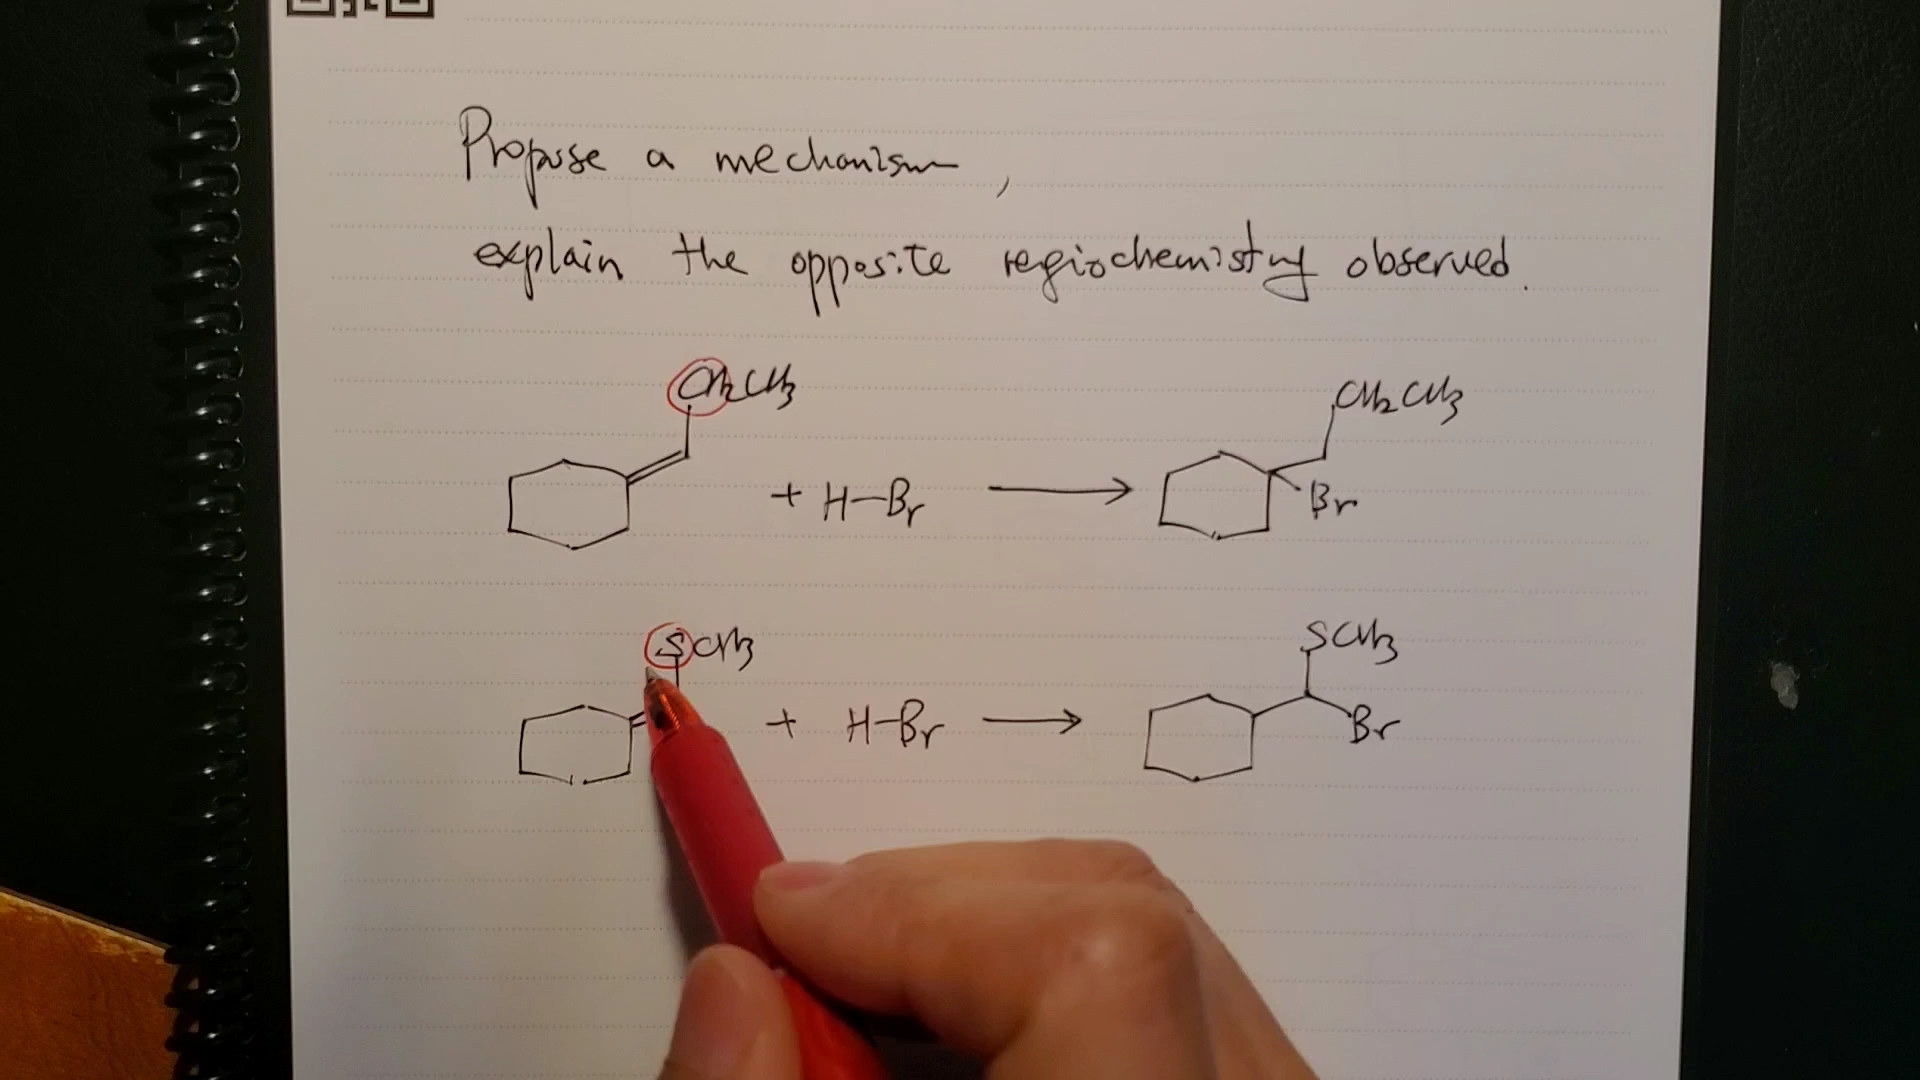 Propose a mechanism,
explain the opposite regiochemistry observed.
CH2CH3
CH2CH3
+ H-Br
Br
SCH3
SCH3
+ H-Br
Br